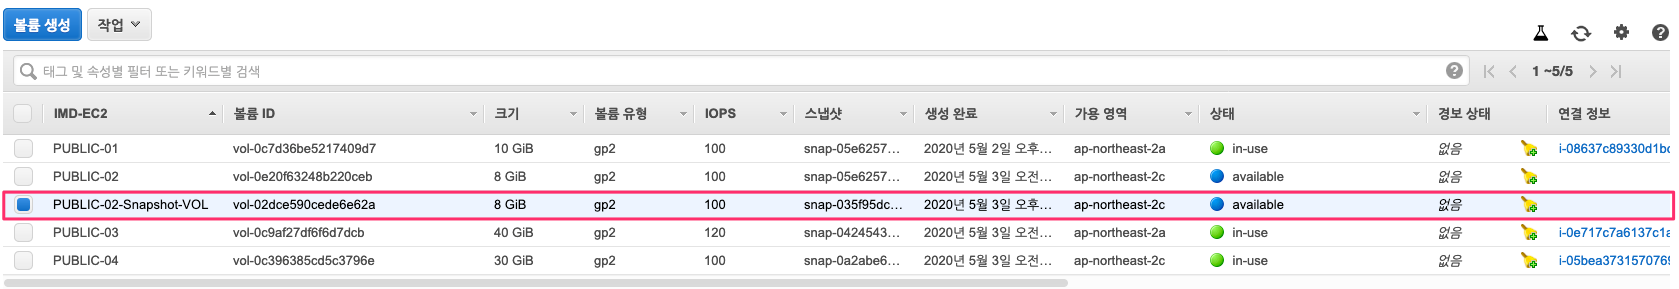 볼륨 생성 작업
태그 및 속성별 필터 또는 키워드별 검색 1 ~5/5
IMD-EC2 볼륨 ID 크기 볼륨 유형 IOPS 스냅샷 생성 완료 가용 영역 상태 경보 상태 연결 정보
PUBLIC-01 vol-0c7d36be5217409d7 10 GiB gp2 100 snap-05e6257... 2020년 5월 2일 오후... ap-northeast-2a in-use 없음 i-08637c89330d1bc
PUBLIC-02 vol-0e20f63248b220ceb 8 GiB gp2 100 snap-05e6257... 2020년 5월 3일 오전... ap-northeast-2c available 없음
PUBLIC-02-Snapshot-VOL vol-02dce590cede6e62a 8 GiB gp2 100 snap-035f95dc... 2020년 5월 3일 오후... ap-northeast-2c available 없음
PUBLIC-03 vol-0c9af27df6f6d7dcb 40 GiB gp2 120 snap-0424543... 2020년 5월 3일 오전... ap-northeast-2a in-use 없음 i-0e717c7a6137c1a
PUBLIC-04 vol-0c396385cd5c3796e 30 GiB gp2 100 snap-0a2abe6... 2020년 5월 3일 오전... ap-northeast-2c in-use 없음 i-05bea3731570769